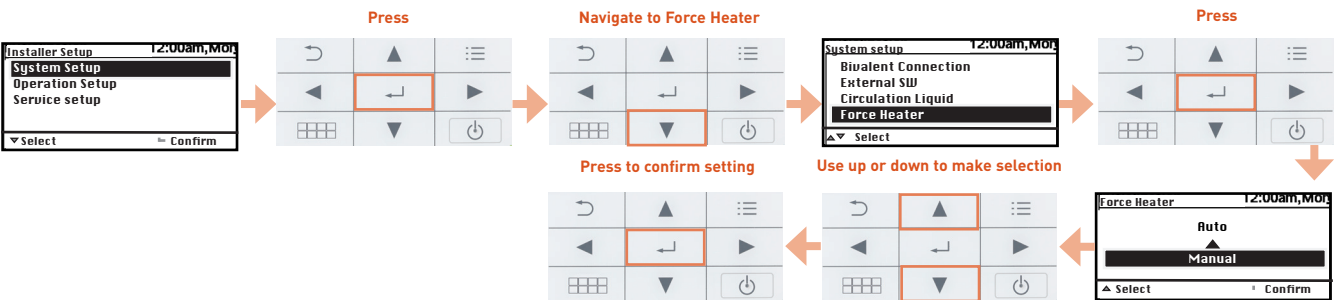 Press
Navigate to Force Heater
Press
Installer Setup 12:00am,Mon
System Setup
Operation Setup
Service setup
▼Select Confirm
System setup 12:00am,Mon
Bivalent Connection
External SW
Circulation Liquid
Force Heater
▲▼ Select
Press to confirm setting
Use up or down to make selection
Force Heater 12:00am,Mon
Auto
Manual
▲ Select Confirm